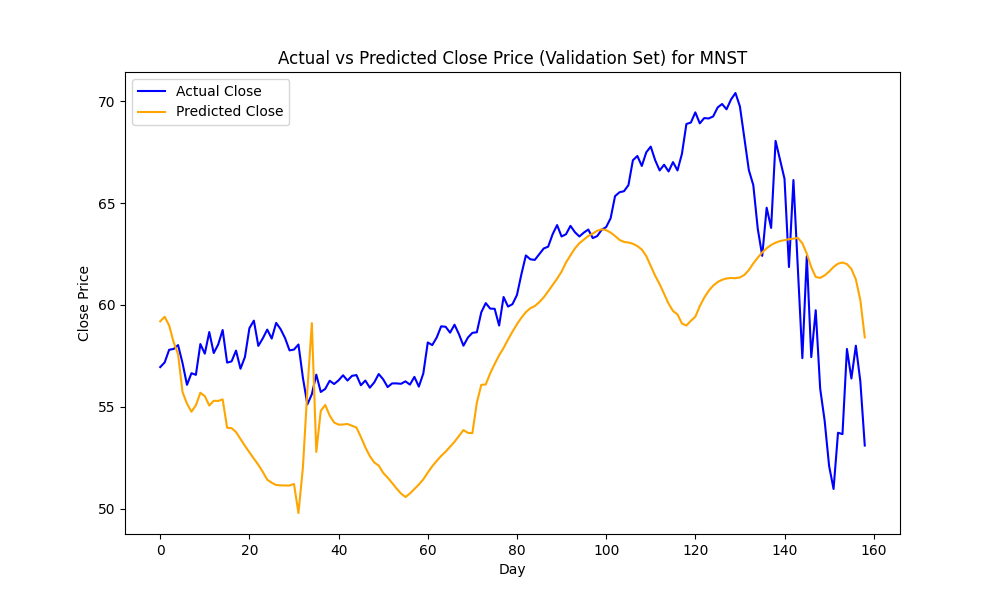 Actual vs Predicted Close Price (Validation Set) for MNST
Actual Close
Predicted Close
Close Price
70
65
60
55
50
0 20 40 60 80 100 120 140 160
Day